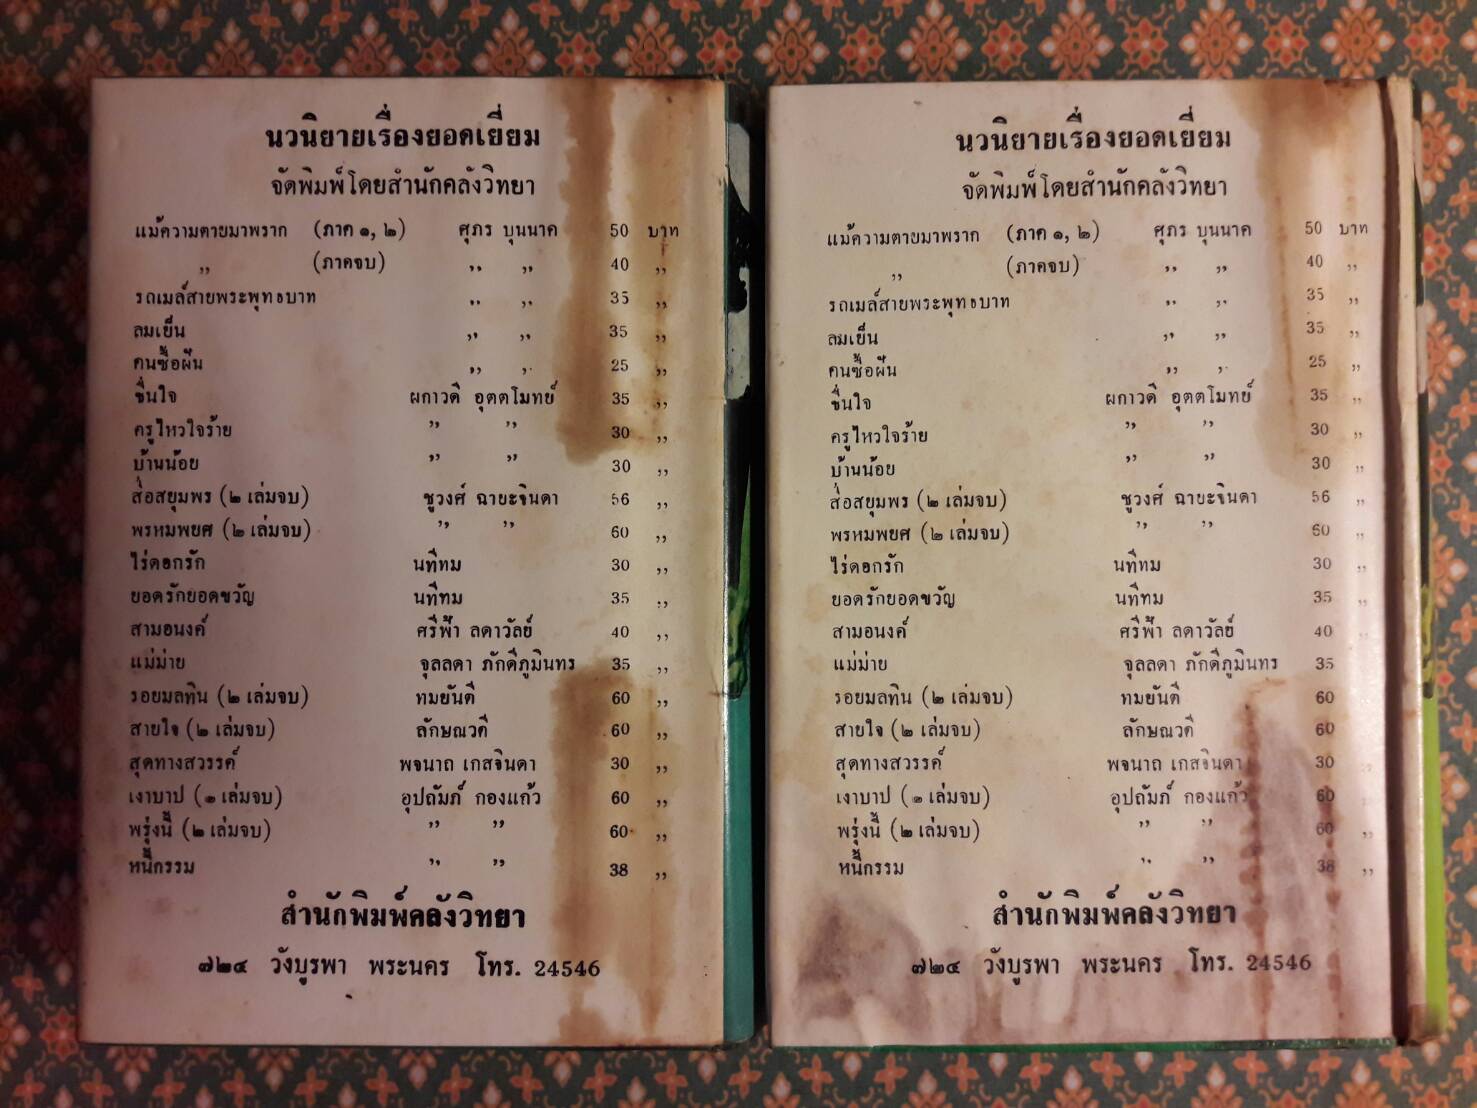 นวนิยายเรื่องยอดเยี่ยม
จัดพิมพ์โดยสำนักคลังวิทยา
แม้ความตายมาพราก (ภาค ๑, ๒) ศุภร บุนนาค 50 บาท
,, (ภาคจบ) ,, ,, 40 ,,
รถเมล์สายพระพุทธบาท ,, ,, 35 ,,
ลมเย็น ,, ,, 35 ,,
คนซื้อฝัน ,, ,, 25 ,,
ชื่นใจ ผกาวดี อุตตโมทย์ 35 ,,
ครูไหวใจร้าย ,, ,, 30 ,,
บ้านน้อย ,, ,, 30 ,,
ส่อสยุมพร (๒ เล่มจบ) ชูวงศ์ ฉายะจินดา 56 ,,
พรหมพยศ (๒ เล่มจบ) ,, ,, 60 ,,
ไร่ดอกรัก นที่ทม 30 ,,
ยอดรักยอดขวัญ นที่ทม 35 ,,
สามอนงค์ ศรีฟ้า ลดาวัลย์ 40 ,,
แม่ม่าย จุลลดา ภักดีภูมินทร 35 ,,
รอยมลทิน (๒ เล่มจบ) ทมยันตี 60 ,,
สายใจ (๒ เล่มจบ) ลักษณวดี 60 ,,
สุดทางสวรรค์ พจนาถ เกสจินดา 30 ,,
เงาบาป (๑ เล่มจบ) อุปถัมภ์ กองแก้ว 60 ,,
พรุ่งนี้ (๒ เล่มจบ) ,, ,, 60 ,,
หนี้กรรม ,, ,, 38 ,,
สำนักพิมพ์คลังวิทยา
๗๒๔ วังบูรพา พระนคร โทร. 24546
นวนิยายเรื่องยอดเยี่ยม
จัดพิมพ์โดยสำนักคลังวิทยา
แม้ความตายมาพราก (ภาค ๑, ๒) ศุภร บุนนาค 50 บาท
,, (ภาคจบ) ,, ,, 40 ,,
รถเมล์สายพระพุทธบาท ,, ,, 35 ,,
ลมเย็น ,, ,, 35 ,,
คนซื้อฝัน ,, ,, 25 ,,
ชื่นใจ ผกาวดี อุตตโมทย์ 35 ,,
ครูไหวใจร้าย ,, ,, 30 ,,
บ้านน้อย ,, ,, 30 ,,
ส่อสยุมพร (๒ เล่มจบ) ชูวงศ์ ฉายะจินดา 56 ,,
พรหมพยศ (๒ เล่มจบ) ,, ,, 60 ,,
ไร่ดอกรัก นที่ทม 30 ,,
ยอดรักยอดขวัญ นที่ทม 35 ,,
สามอนงค์ ศรีฟ้า ลดาวัลย์ 40 ,,
แม่ม่าย จุลลดา ภักดีภูมินทร 35
รอยมลทิน (๒ เล่มจบ) ทมยันตี 60
สายใจ (๒ เล่มจบ) ลักษณวดี 60
สุดทางสวรรค์ พจนาถ เกสจินดา 30
เงาบาป (๑ เล่มจบ) อุปถัมภ์ กองแก้ว 60
พรุ่งนี้ (๒ เล่มจบ) ,, ,, 60 ,,
หนี้กรรม ,, ,, 38 ,,
สำนักพิมพ์คลังวิทยา
๗๒๔ วังบูรพา พระนคร โทร. 24546